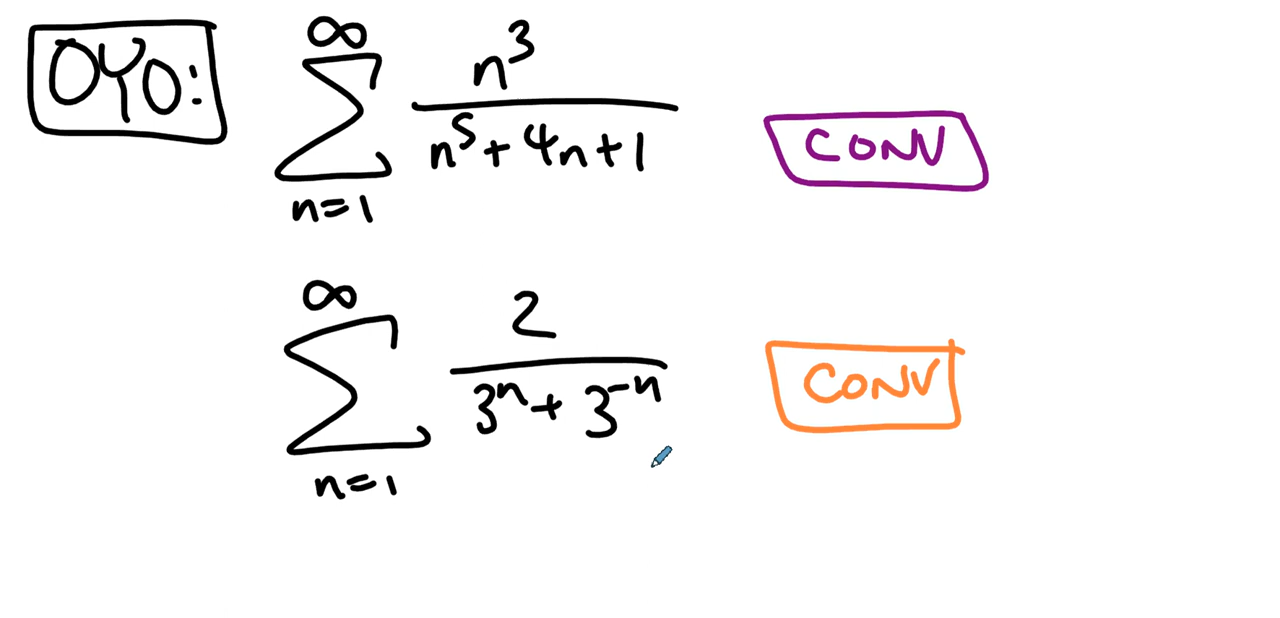 OYO:
∞
∑ n³ / (n⁵ + 4n + 1) CONV
n=1
∞
∑ 2 / (3ⁿ + 3⁻ⁿ) CONV
n=1